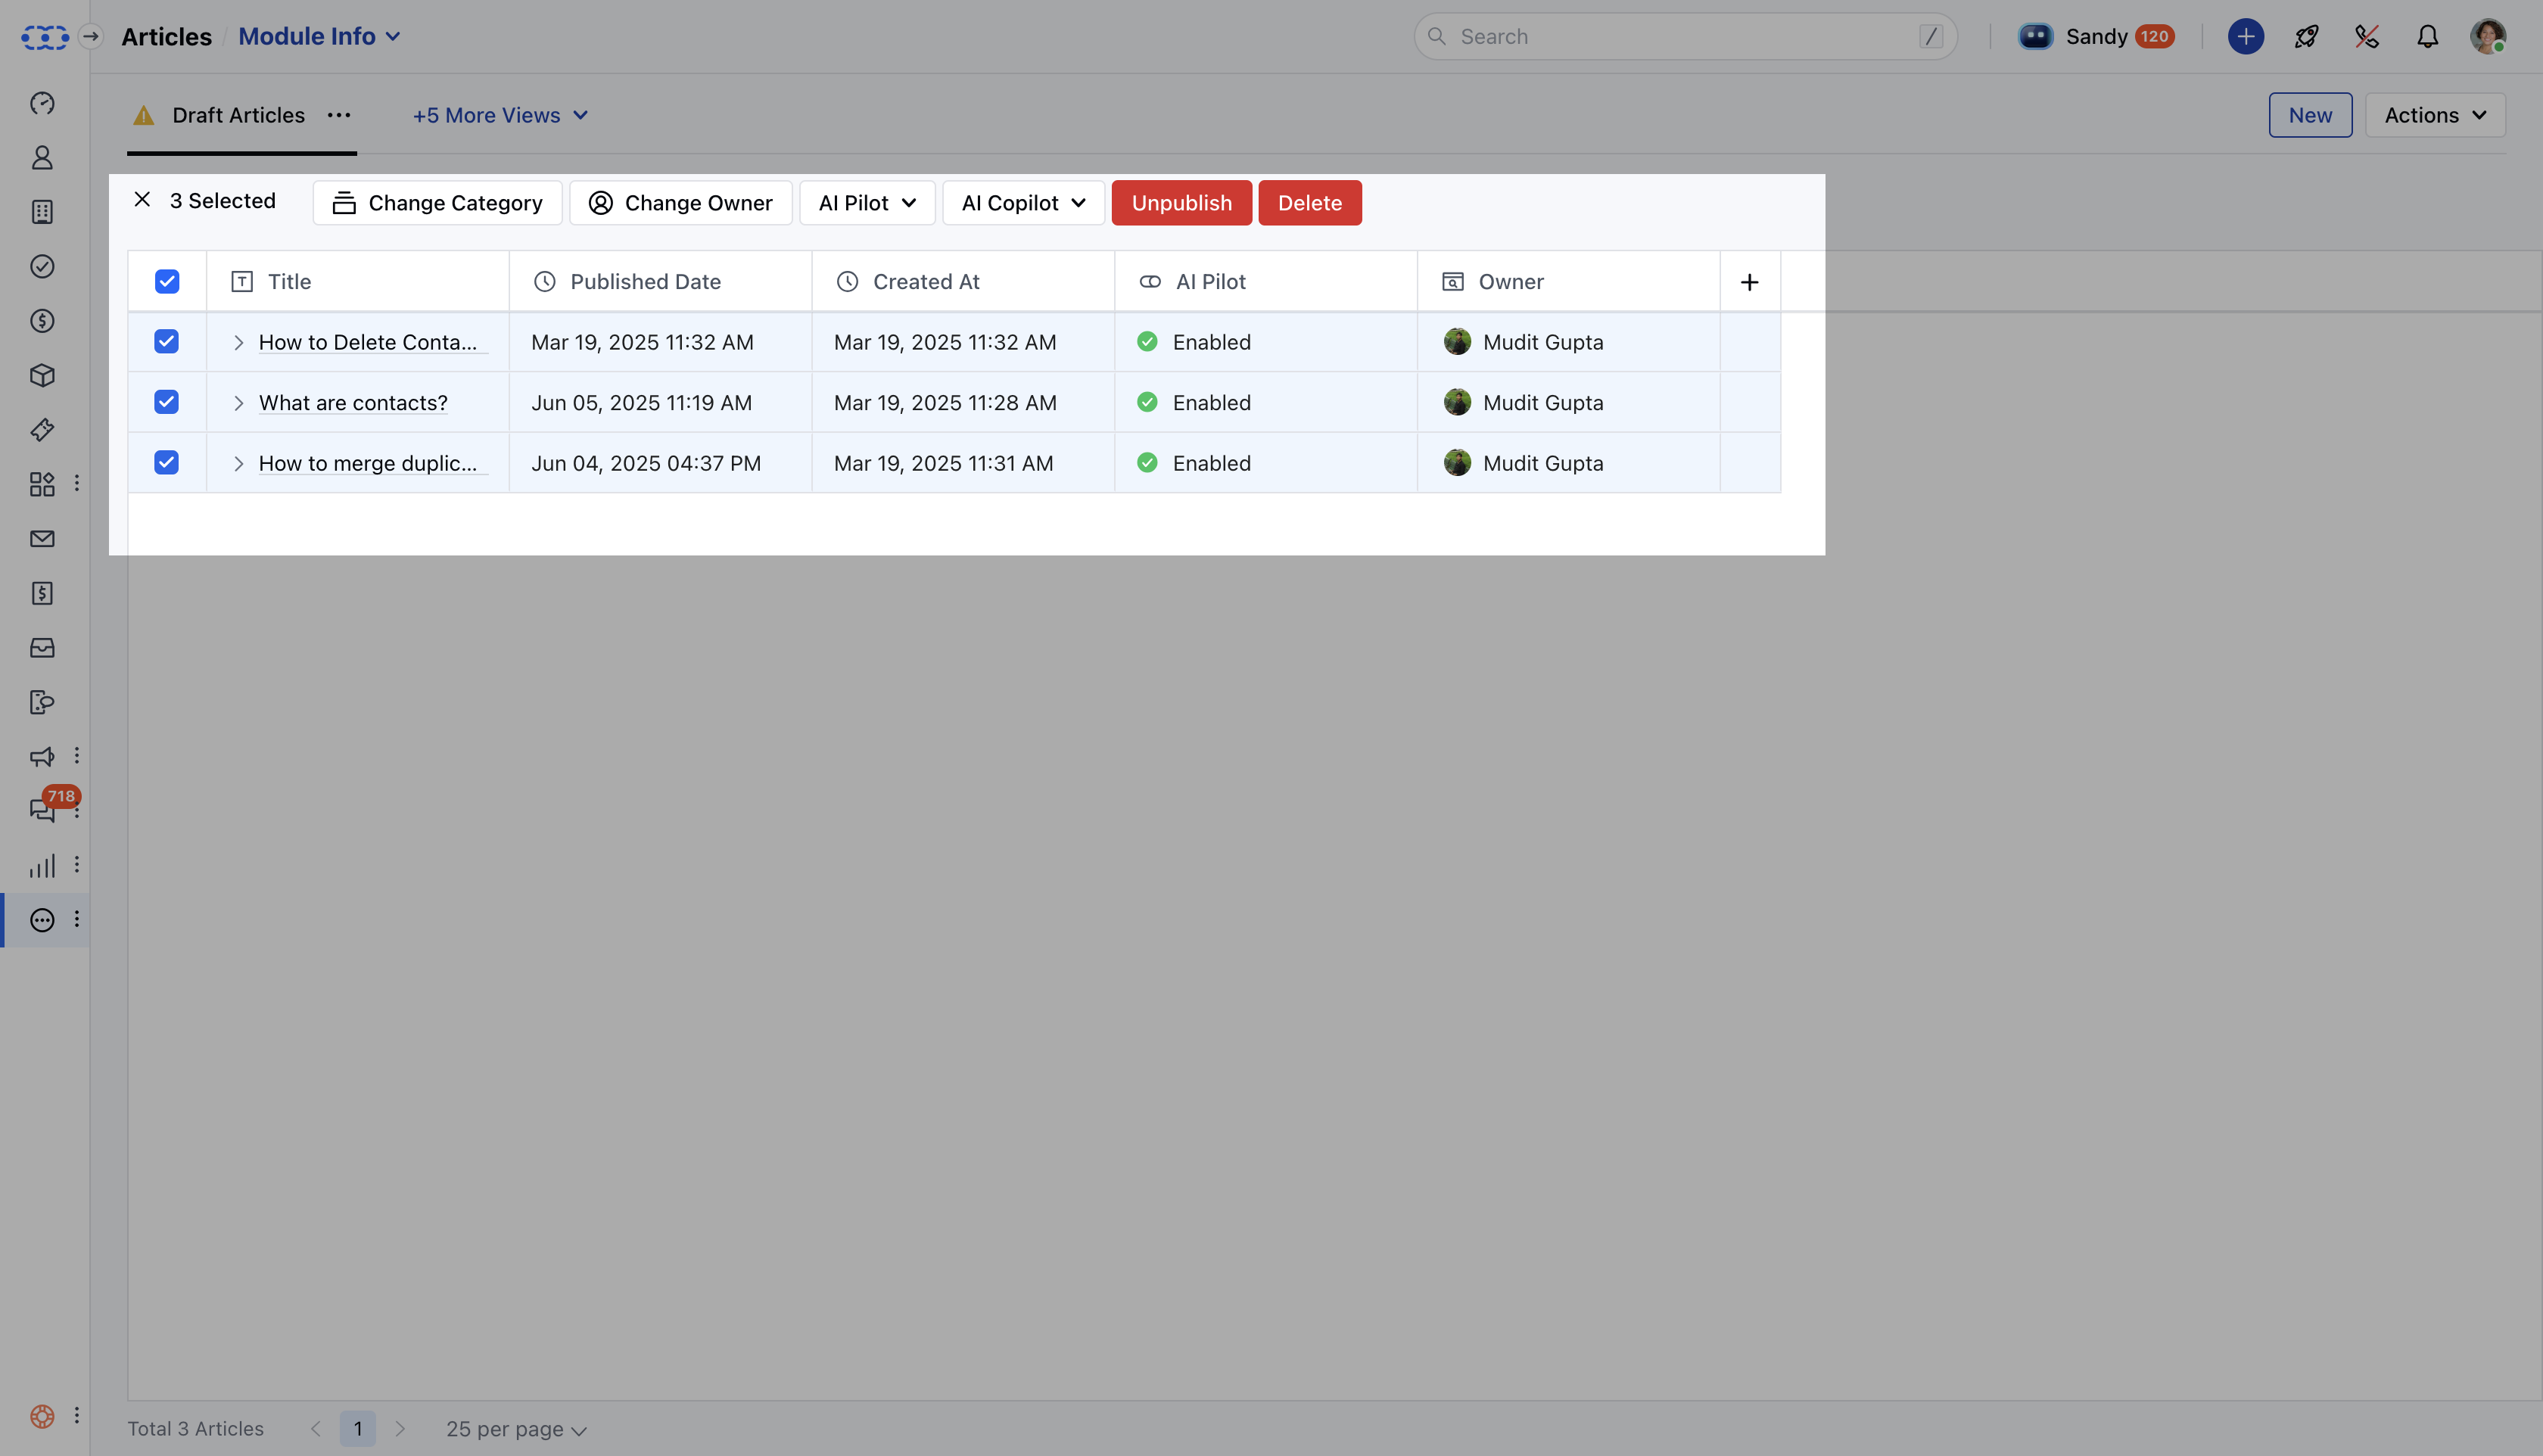 Articles / Module Info
Search /
Sandy 120
Draft Articles ... +5 More Views
New Actions
3 Selected Change Category Change Owner AI Pilot AI Copilot Unpublish Delete
Title Published Date Created At AI Pilot Owner +
How to Delete Conta... Mar 19, 2025 11:32 AM Mar 19, 2025 11:32 AM Enabled Mudit Gupta
What are contacts? Jun 05, 2025 11:19 AM Mar 19, 2025 11:28 AM Enabled Mudit Gupta
How to merge duplic... Jun 04, 2025 04:37 PM Mar 19, 2025 11:31 AM Enabled Mudit Gupta
718
Total 3 Articles 1 25 per page